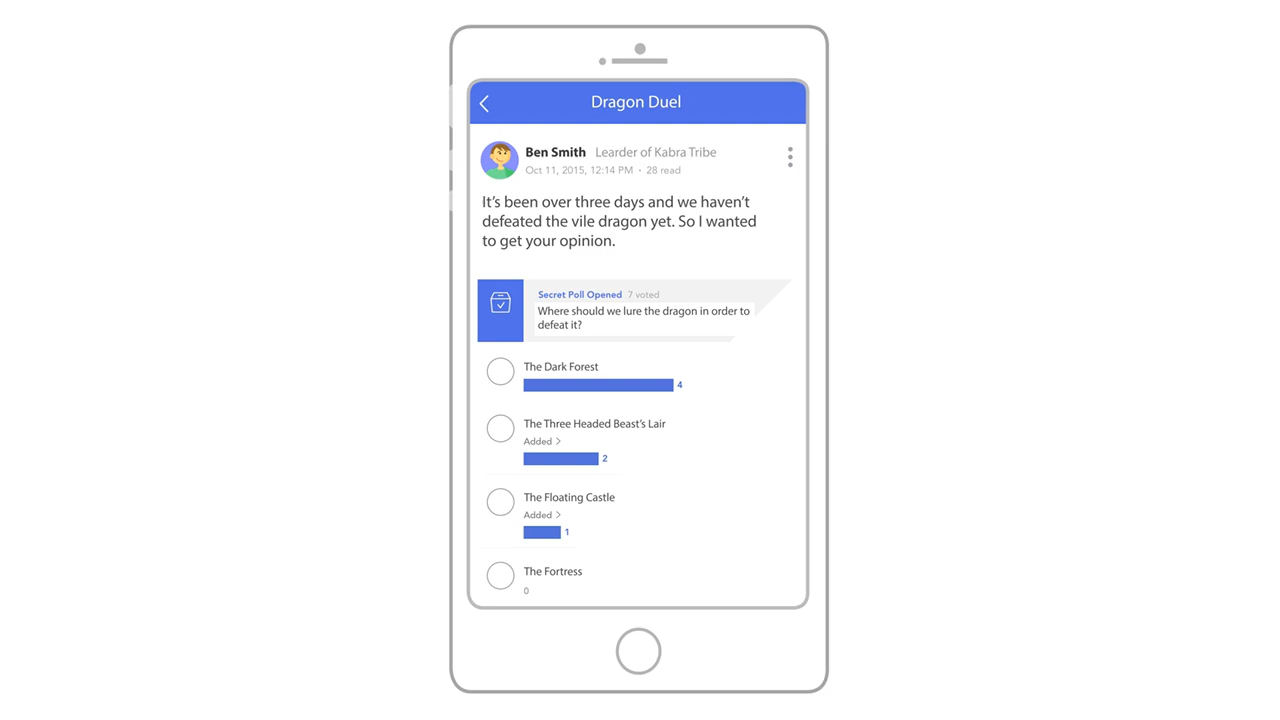 Dragon Duel
Ben Smith Learder of Kabra Tribe
Oct 11, 2015, 12:14 PM • 28 read
It’s been over three days and we haven’t
defeated the vile dragon yet. So I wanted
to get your opinion.
Secret Poll Opened 7 voted
Where should we lure the dragon in order to
defeat it?
The Dark Forest
4
The Three Headed Beast’s Lair
Added >
2
The Floating Castle
Added >
1
The Fortress
0